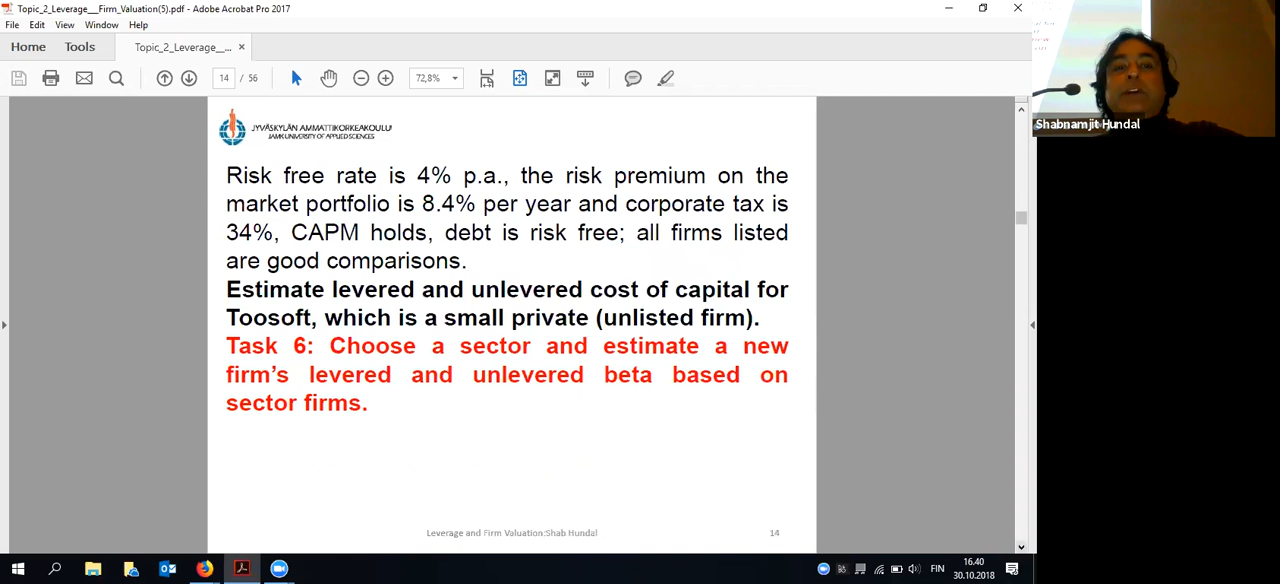 Topic_2_Leverage__Firm_Valuation(5).pdf - Adobe Acrobat Pro 2017
File Edit View Window Help
Home Tools Topic_2_Leverage__... ×
14 / 56 72,8%
Shabnamjit Hundal
JYVÄSKYLÄN AMMATTIKORKEAKOULU
JAMK UNIVERSITY OF APPLIED SCIENCES
Risk free rate is 4% p.a., the risk premium on the
market portfolio is 8.4% per year and corporate tax is
34%, CAPM holds, debt is risk free; all firms listed
are good comparisons.
Estimate levered and unlevered cost of capital for
Toosoft, which is a small private (unlisted firm).
Task 6: Choose a sector and estimate a new
firm's levered and unlevered beta based on
sector firms.
Leverage and Firm Valuation:Shab Hundal 14
FIN
16.40
30.10.2018